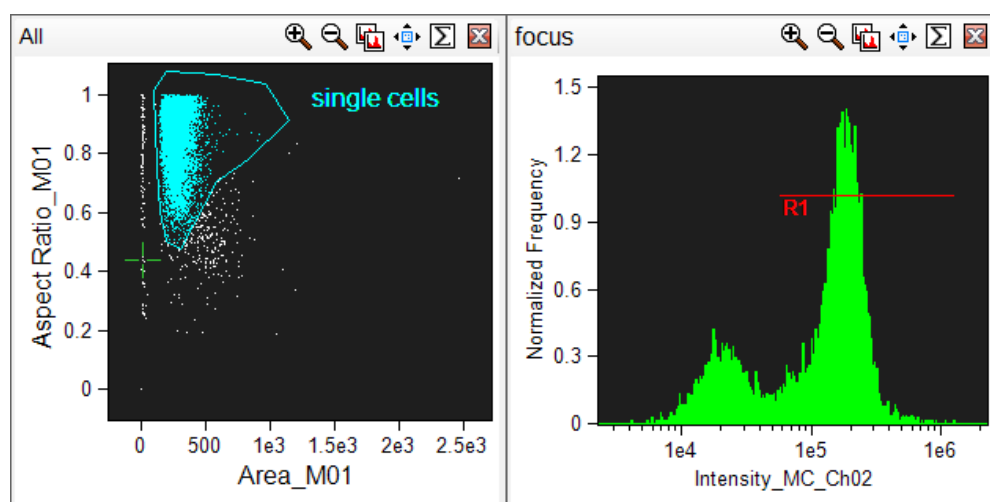 All
focus
single cells
1
0.8
0.6
0.4
0.2
0
Aspect Ratio_M01
0 500 1e3 1.5e3 2e3 2.5e3
Area_M01
1.5
1.2
0.9
0.6
0.3
0
Normalized Frequency
R1
1e4 1e5 1e6
Intensity_MC_Ch02